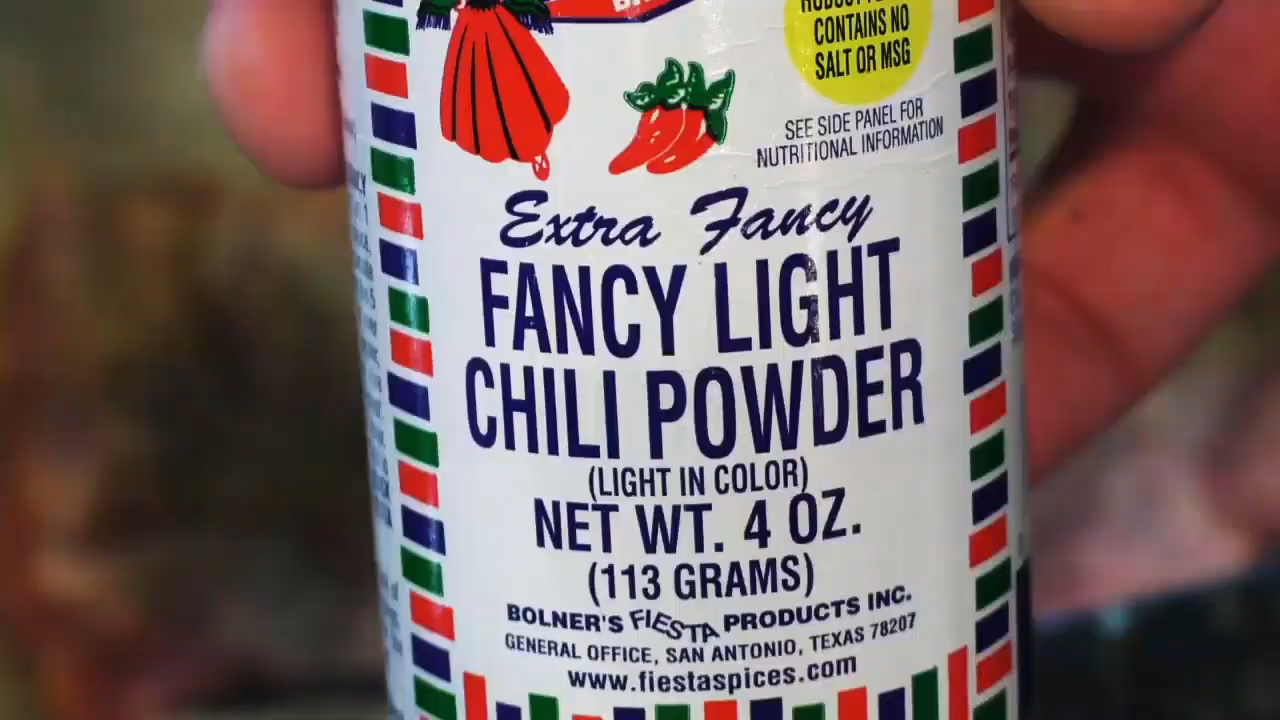 CONTAINS NO
SALT OR MSG
SEE SIDE PANEL FOR
NUTRITIONAL INFORMATION
Extra Fancy
FANCY LIGHT
CHILI POWDER
(LIGHT IN COLOR)
NET WT. 4 OZ.
(113 GRAMS)
BOLNER'S FIESTA PRODUCTS INC.
GENERAL OFFICE, SAN ANTONIO, TEXAS 78207
www.fiestaspices.com